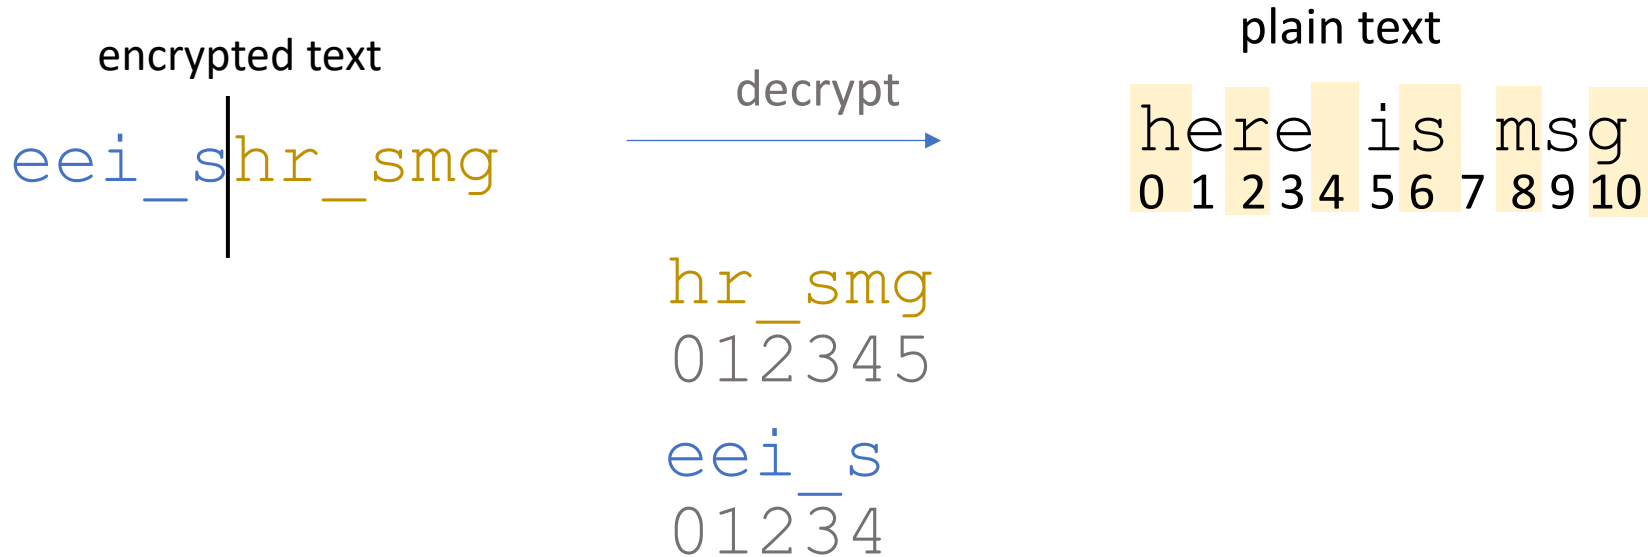 encrypted text
eei_shr_smg
decrypt
hr_smg
012345
eei_s
01234
plain text
here is msg
0 1 2 3 4 5 6 7 8 9 10